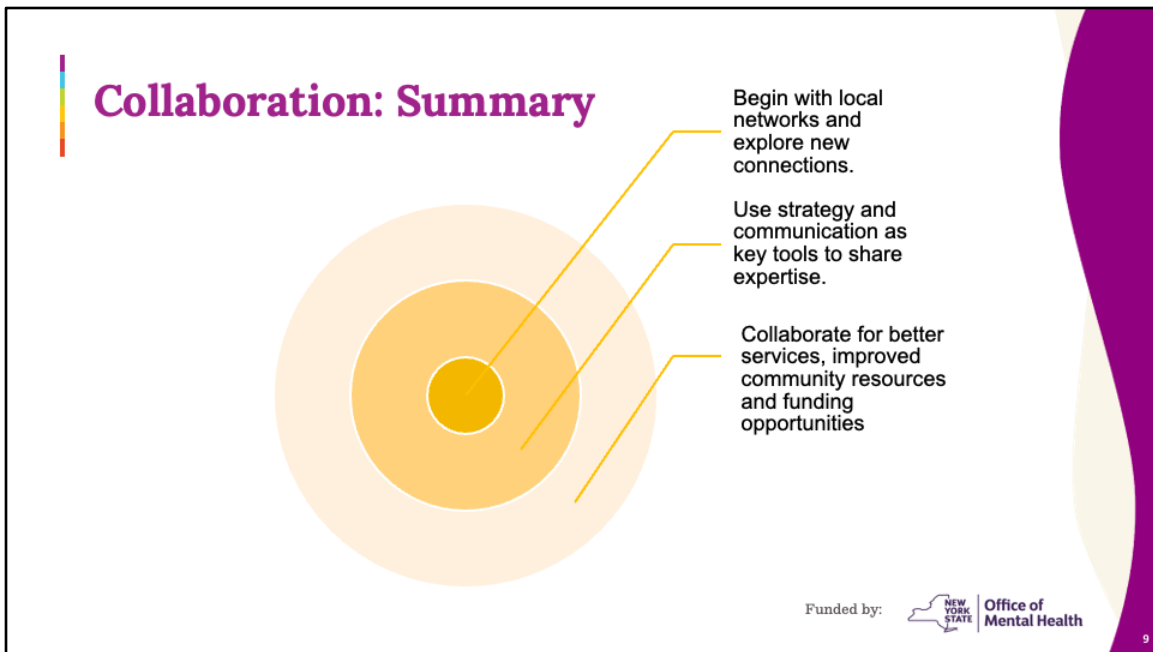 Collaboration: Summary
Begin with local
networks and
explore new
connections.
Use strategy and
communication as
key tools to share
expertise.
Collaborate for better
services, improved
community resources
and funding
opportunities
Funded by:
NEW
YORK
STATE
Office of
Mental Health
9